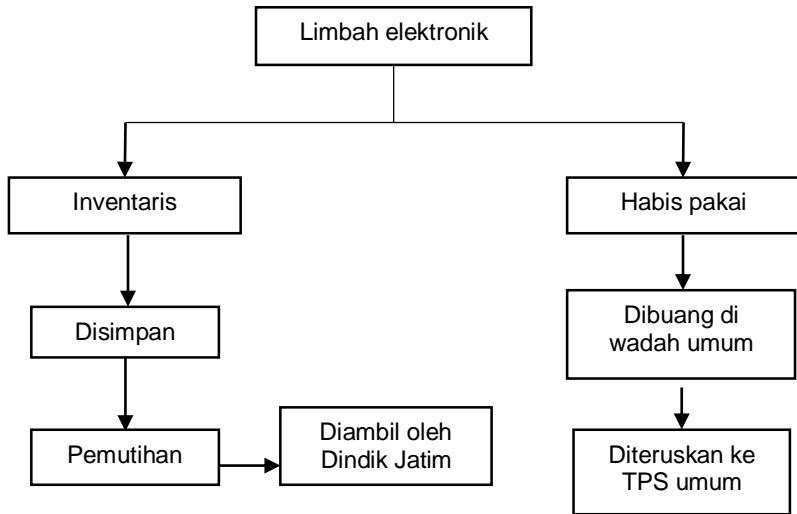 Limbah elektronik
Inventaris
Habis pakai
Disimpan
Dibuang di
wadah umum
Pemutihan
Diambil oleh
Dindik Jatim
Diteruskan ke
TPS umum